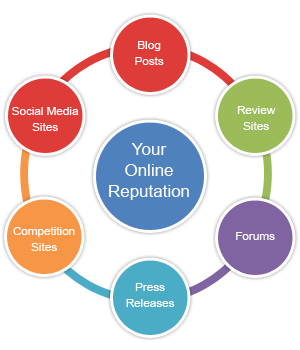 Blog
Posts
Review
Sites
Forums
Press
Releases
Competition
Sites
Social Media
Sites
Your
Online
Reputation